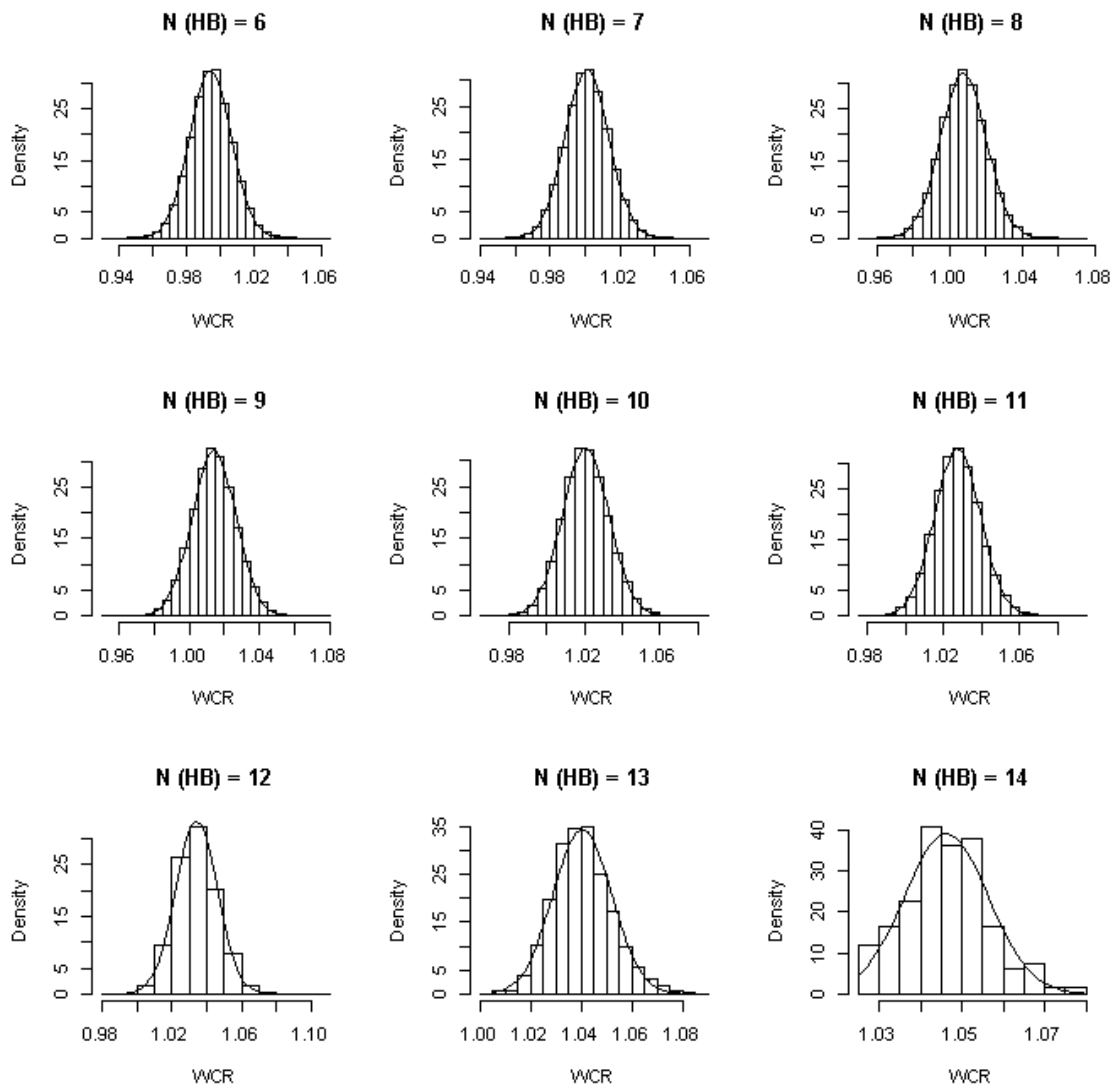 N (HB) = 6
N (HB) = 7
N (HB) = 8
Density
0 5 15 25
0.94 0.98 1.02 1.06
WCR
Density
0 5 15 25
0.94 0.98 1.02 1.06
WCR
Density
0 5 15 25
0.96 1.00 1.04 1.08
WCR
N (HB) = 9
N (HB) = 10
N (HB) = 11
Density
0 5 15 25
0.96 1.00 1.04 1.08
WCR
Density
0 5 15 25
0.98 1.02 1.06
WCR
Density
0 5 15 25
0.98 1.02 1.06
WCR
N (HB) = 12
N (HB) = 13
N (HB) = 14
Density
0 5 15 25
0.98 1.02 1.06 1.10
WCR
Density
0 5 15 25 35
1.00 1.02 1.04 1.06 1.08
WCR
Density
0 10 20 30 40
1.03 1.05 1.07
WCR